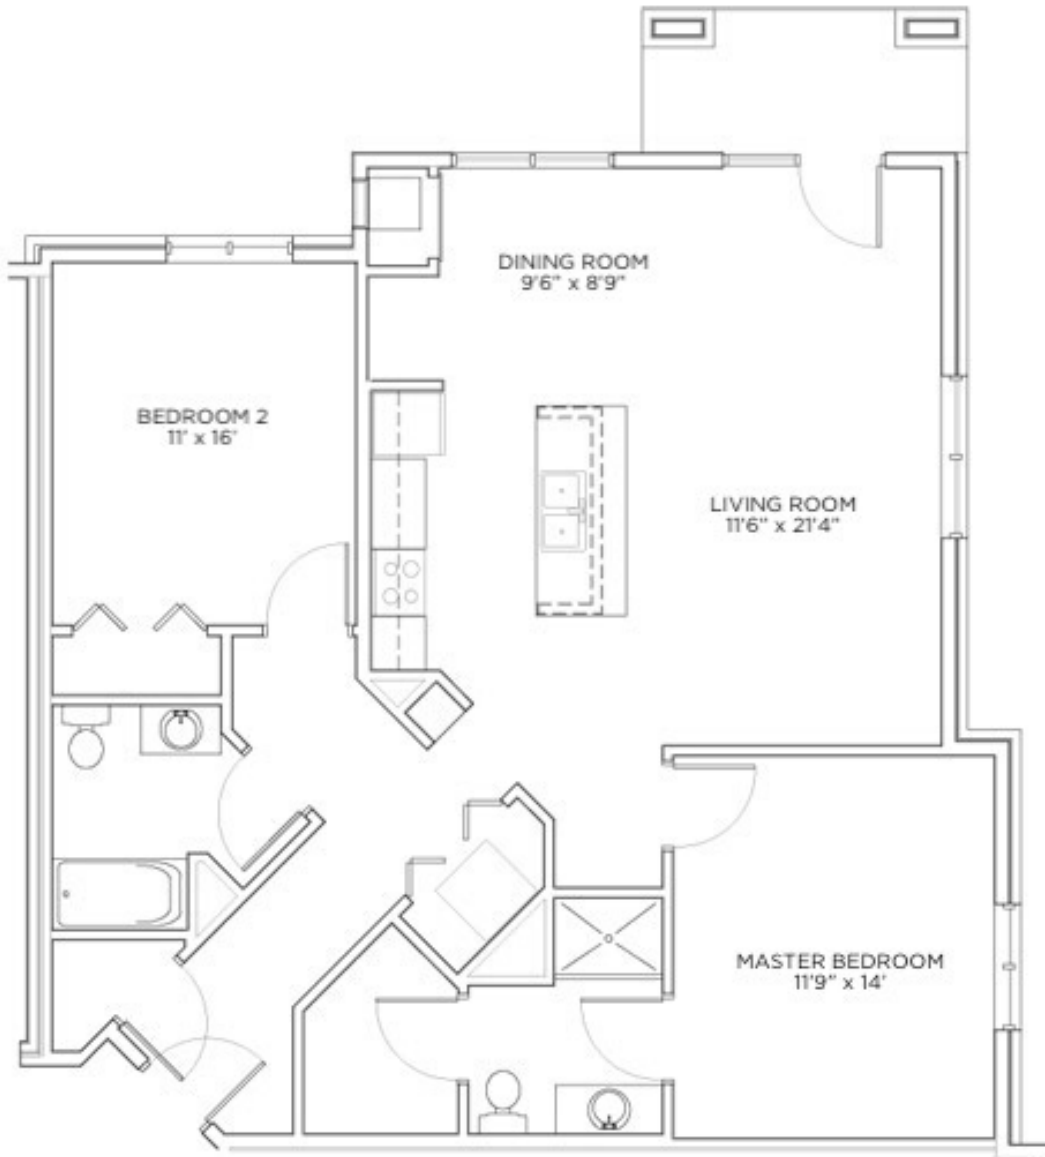 DINING ROOM
9'6" x 8'9"
BEDROOM 2
11' x 16'
LIVING ROOM
11'6" x 21'4"
MASTER BEDROOM
11'9" x 14'